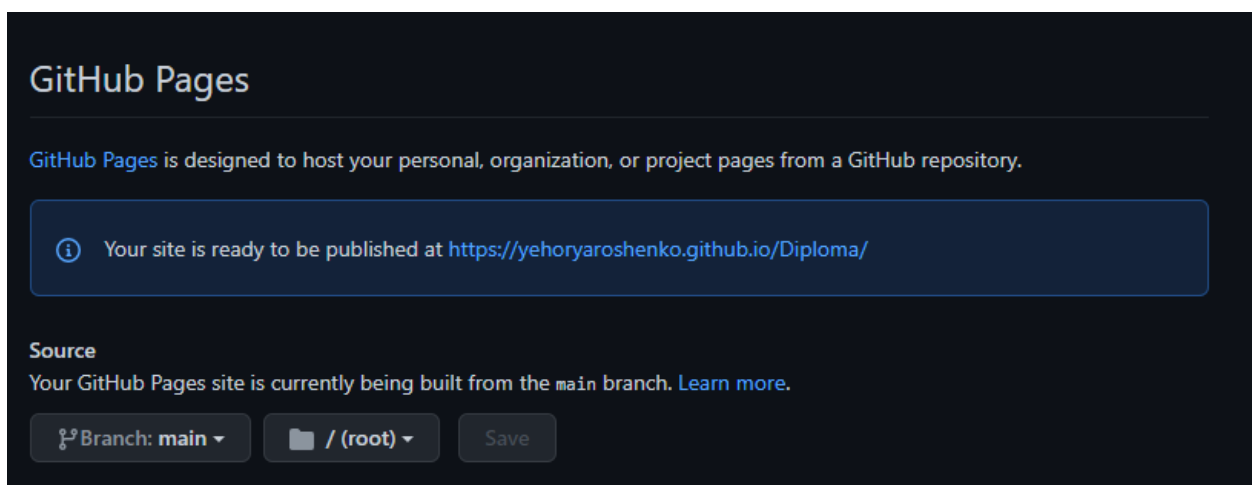 GitHub Pages
GitHub Pages is designed to host your personal, organization, or project pages from a GitHub repository.
Your site is ready to be published at https://yehoryaroshenko.github.io/Diploma/
Source
Your GitHub Pages site is currently being built from the main branch. Learn more.
Branch: main / (root) Save